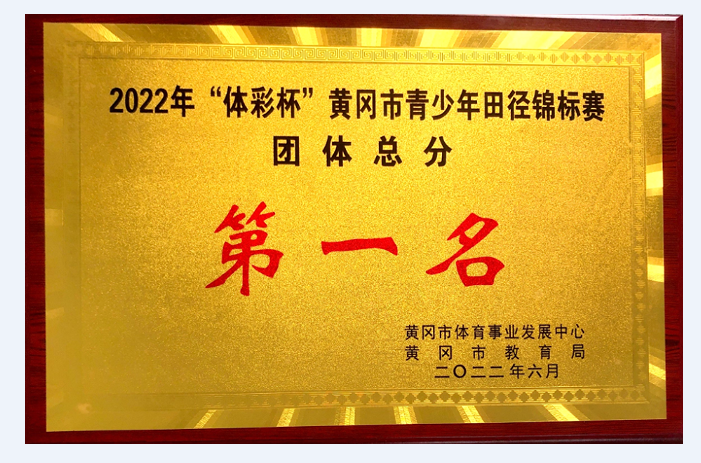 2022年“体彩杯”黄冈市青少年田径锦标赛
团体总分
第一名
黄冈市体育事业发展中心
黄冈市教育局
二〇二二年六月